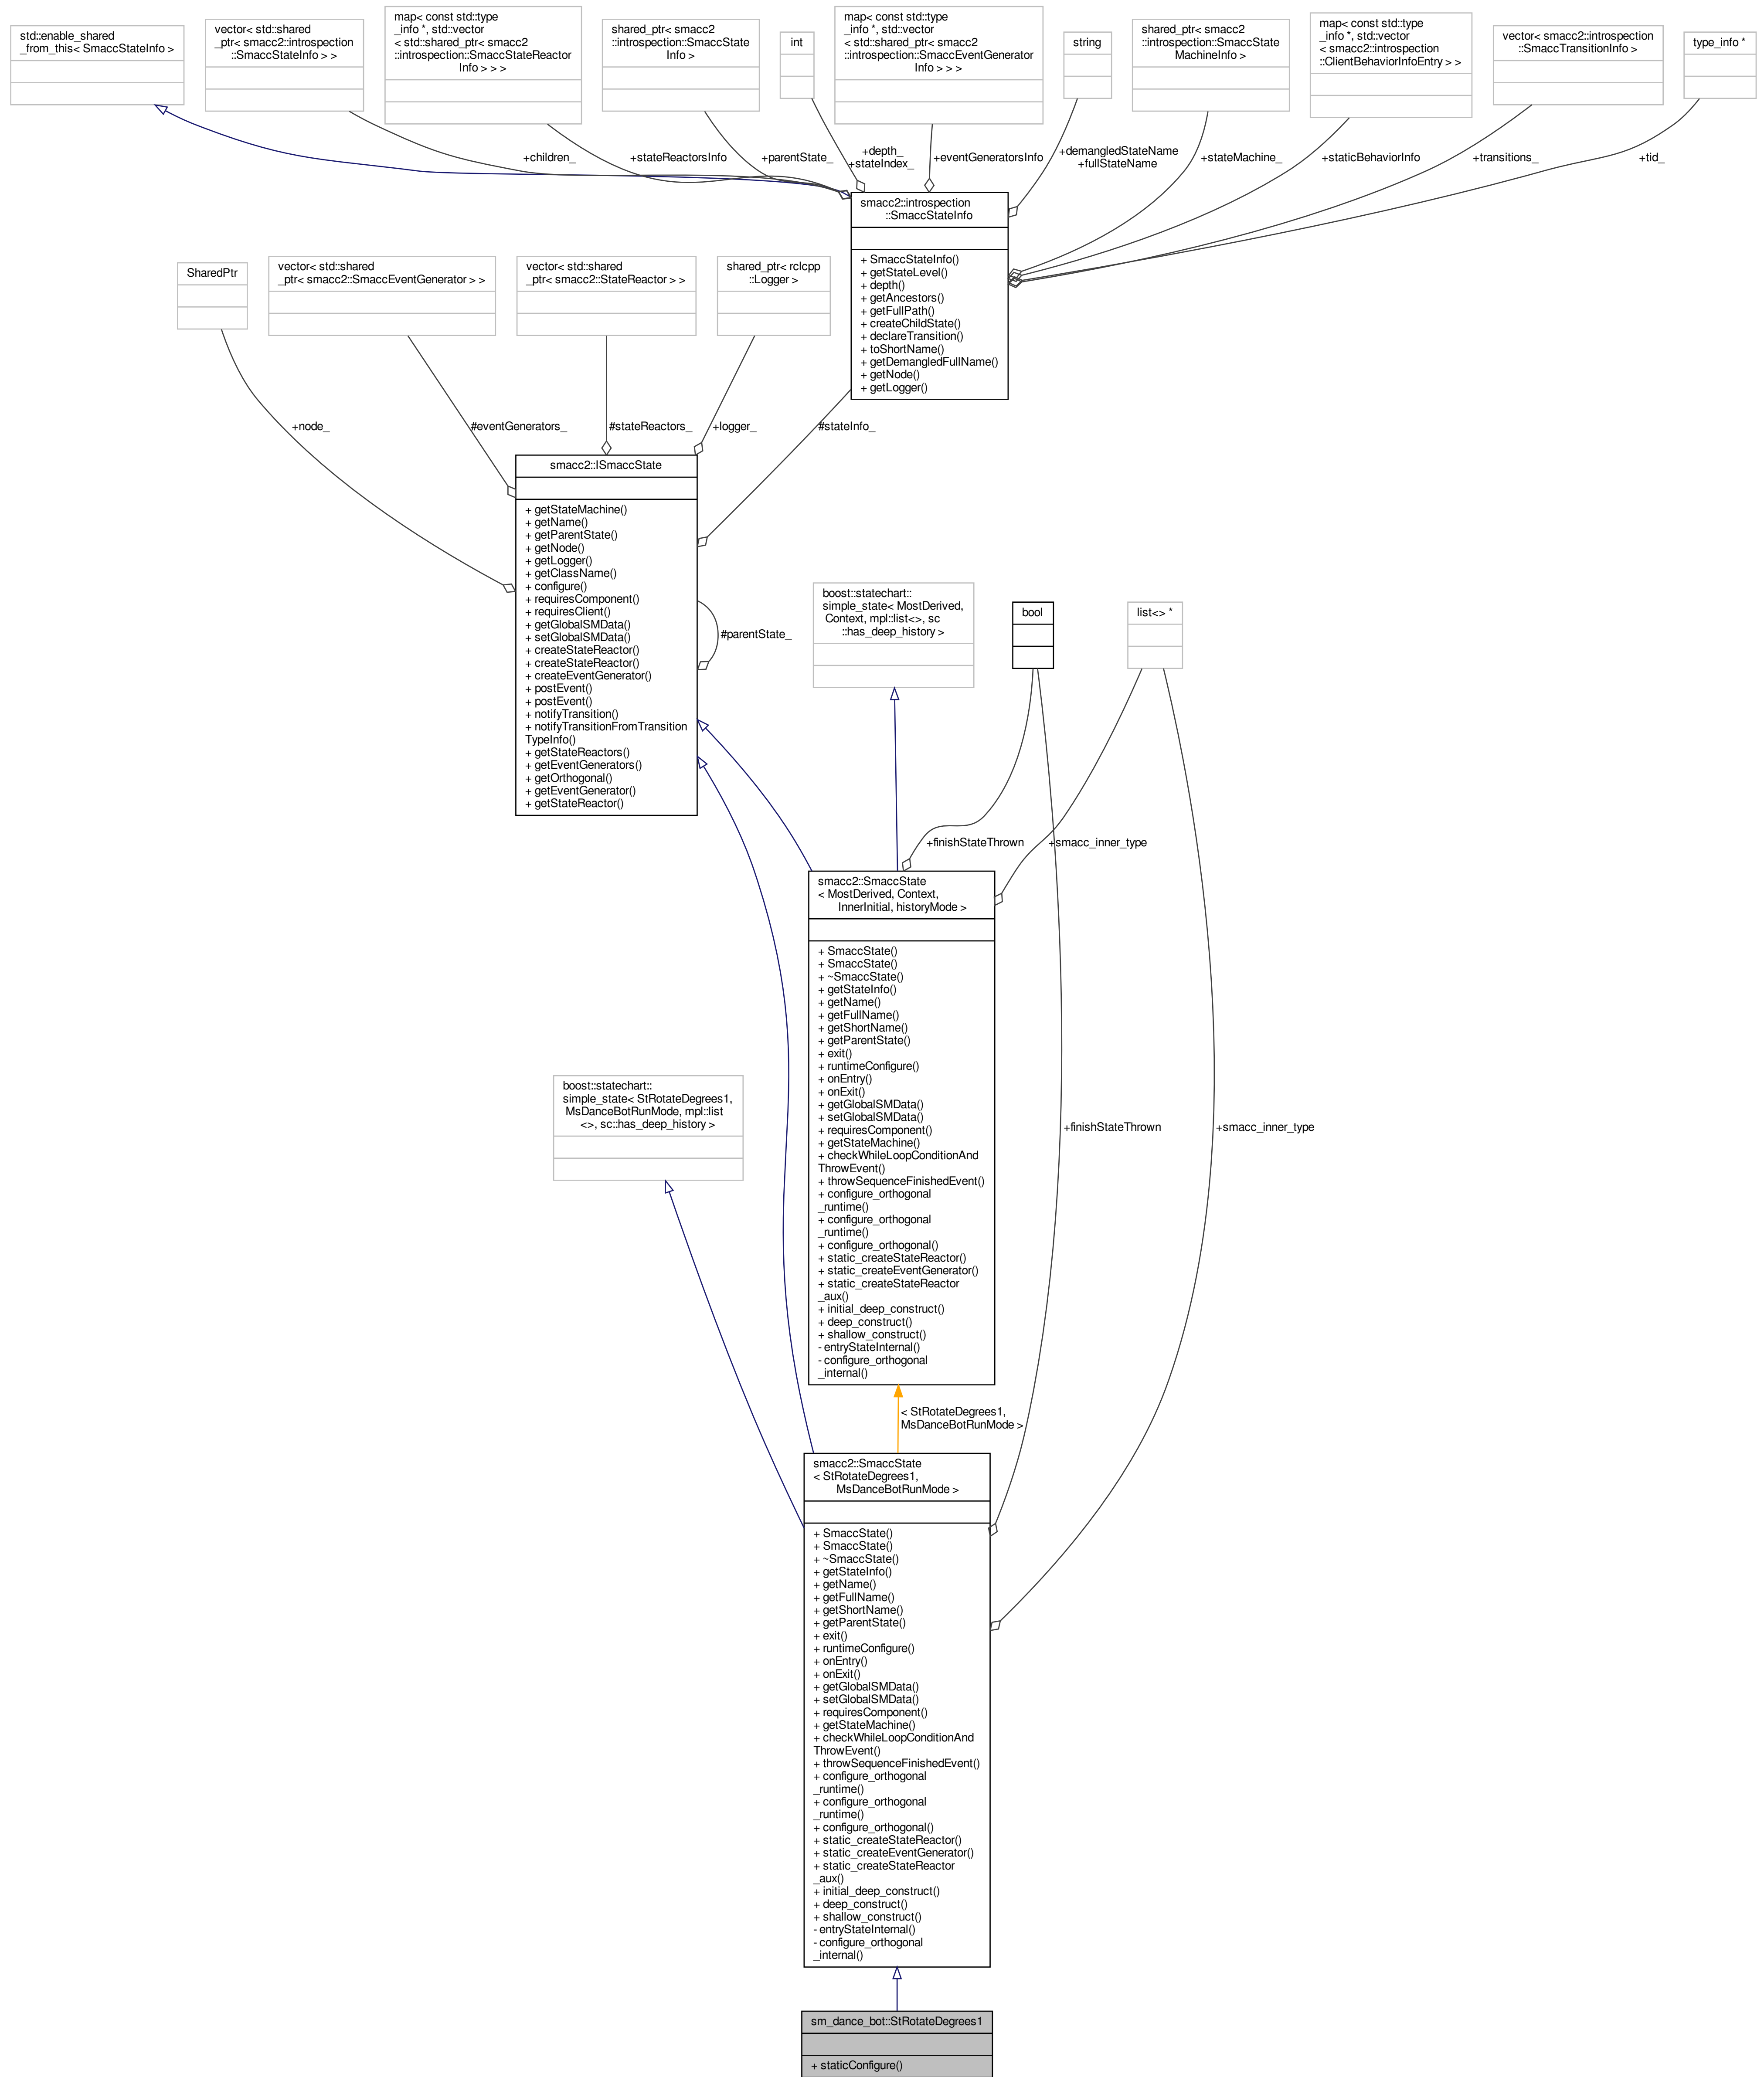 std::enable_shared
_from_this< SmaccStateInfo >
vector< std::shared
_ptr< smacc2::introspection
::SmaccStateInfo > >
map< const std::type
_info *, std::vector
< std::shared_ptr< smacc2
::introspection::SmaccStateReactor
Info > > >
shared_ptr< smacc2
::introspection::SmaccState
Info >
int
map< const std::type
_info *, std::vector
< std::shared_ptr< smacc2
::introspection::SmaccEventGenerator
Info > > >
string
shared_ptr< smacc2
::introspection::SmaccState
MachineInfo >
map< const std::type
_info *, std::vector
< smacc2::introspection
::ClientBehaviorInfoEntry > >
vector< smacc2::introspection
::SmaccTransitionInfo >
type_info *
+children_
+stateReactorsInfo
+parentState_
+depth_
+stateIndex_
+eventGeneratorsInfo
+demangledStateName
+fullStateName
+stateMachine_
+staticBehaviorInfo
+transitions_
+tid_
smacc2::introspection
::SmaccStateInfo
+ SmaccStateInfo()
+ getStateLevel()
+ depth()
+ getAncestors()
+ getFullPath()
+ createChildState()
+ declareTransition()
+ toShortName()
+ getDemangledFullName()
+ getNode()
+ getLogger()
SharedPtr
vector< std::shared
_ptr< smacc2::SmaccEventGenerator > >
vector< std::shared
_ptr< smacc2::StateReactor > >
shared_ptr< rclcpp
::Logger >
+node_
#eventGenerators_
#stateReactors_
+logger_
#stateInfo_
smacc2::ISmaccState
+ getStateMachine()
+ getName()
+ getParentState()
+ getNode()
+ getLogger()
+ getClassName()
+ configure()
+ requiresComponent()
+ requiresClient()
+ getGlobalSMData()
+ setGlobalSMData()
+ createStateReactor()
+ createStateReactor()
+ createEventGenerator()
+ postEvent()
+ postEvent()
+ notifyTransition()
+ notifyTransitionFromTransition
TypeInfo()
+ getStateReactors()
+ getEventGenerators()
+ getOrthogonal()
+ getEventGenerator()
+ getStateReactor()
#parentState_
boost::statechart::
simple_state< MostDerived,
Context, mpl::list<>, sc
::has_deep_history >
bool
list<> *
+finishStateThrown
+smacc_inner_type
smacc2::SmaccState
< MostDerived, Context,
InnerInitial, historyMode >
+ SmaccState()
+ SmaccState()
+ ~SmaccState()
+ getStateInfo()
+ getName()
+ getFullName()
+ getShortName()
+ getParentState()
+ exit()
+ runtimeConfigure()
+ onEntry()
+ onExit()
+ getGlobalSMData()
+ setGlobalSMData()
+ requiresComponent()
+ getStateMachine()
+ checkWhileLoopConditionAnd
ThrowEvent()
+ throwSequenceFinishedEvent()
+ configure_orthogonal
_runtime()
+ configure_orthogonal
_runtime()
+ configure_orthogonal()
+ static_createStateReactor()
+ static_createEventGenerator()
+ static_createStateReactor
_aux()
+ initial_deep_construct()
+ deep_construct()
+ shallow_construct()
- entryStateInternal()
- configure_orthogonal
_internal()
boost::statechart::
simple_state< StRotateDegrees1,
MsDanceBotRunMode, mpl::list
<>, sc::has_deep_history >
+finishStateThrown
+smacc_inner_type
< StRotateDegrees1,
MsDanceBotRunMode >
smacc2::SmaccState
< StRotateDegrees1,
MsDanceBotRunMode >
+ SmaccState()
+ SmaccState()
+ ~SmaccState()
+ getStateInfo()
+ getName()
+ getFullName()
+ getShortName()
+ getParentState()
+ exit()
+ runtimeConfigure()
+ onEntry()
+ onExit()
+ getGlobalSMData()
+ setGlobalSMData()
+ requiresComponent()
+ getStateMachine()
+ checkWhileLoopConditionAnd
ThrowEvent()
+ throwSequenceFinishedEvent()
+ configure_orthogonal
_runtime()
+ configure_orthogonal
_runtime()
+ configure_orthogonal()
+ static_createStateReactor()
+ static_createEventGenerator()
+ static_createStateReactor
_aux()
+ initial_deep_construct()
+ deep_construct()
+ shallow_construct()
- entryStateInternal()
- configure_orthogonal
_internal()
sm_dance_bot::StRotateDegrees1
+ staticConfigure()